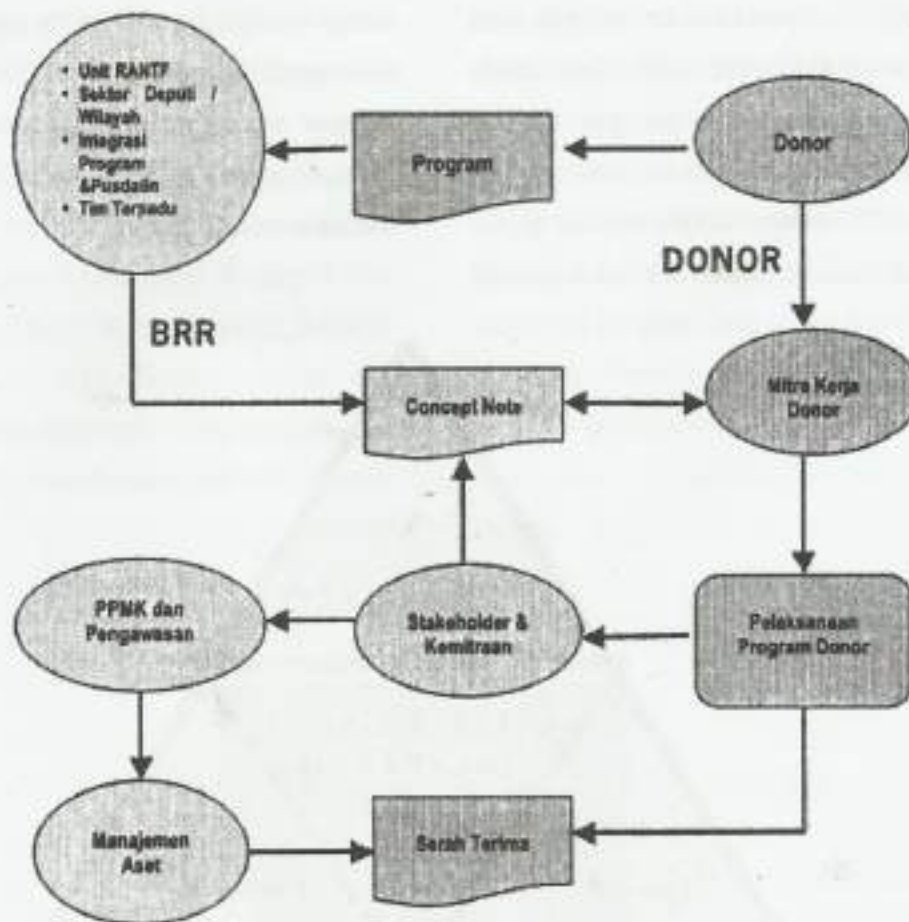 • Unit RANTF
• Sektor Deputi /
Wilayah
• Integrasi
Program
&Pusdalin
• Tim Terpadu
Program
Donor
DONOR
BRR
Concept Note
Mitra Kerja
Donor
PPMK dan
Pengawasan
Stakeholder &
Kemitraan
Pelaksanaan
Program Donor
Manajemen
Aset
Serah Terima